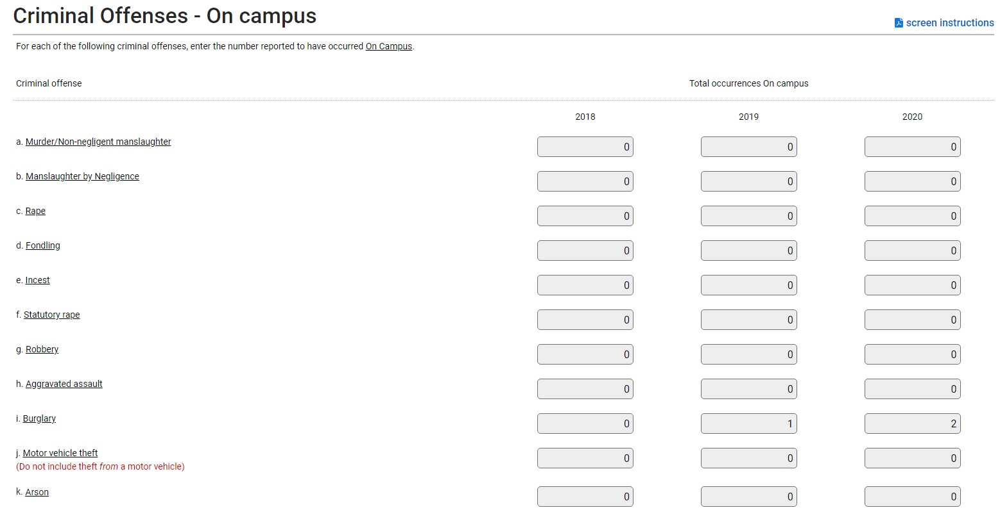 Criminal Offenses - On campus
screen instructions
For each of the following criminal offenses, enter the number reported to have occurred On Campus.
Criminal offense Total occurrences On campus
2018 2019 2020
a. Murder/Non-negligent manslaughter 0 0 0
b. Manslaughter by Negligence 0 0 0
c. Rape 0 0 0
d. Fondling 0 0 0
e. Incest 0 0 0
f. Statutory rape 0 0 0
g. Robbery 0 0 0
h. Aggravated assault 0 0 0
i. Burglary 0 1 2
j. Motor vehicle theft 0 0 0
(Do not include theft from a motor vehicle)
k. Arson 0 0 0